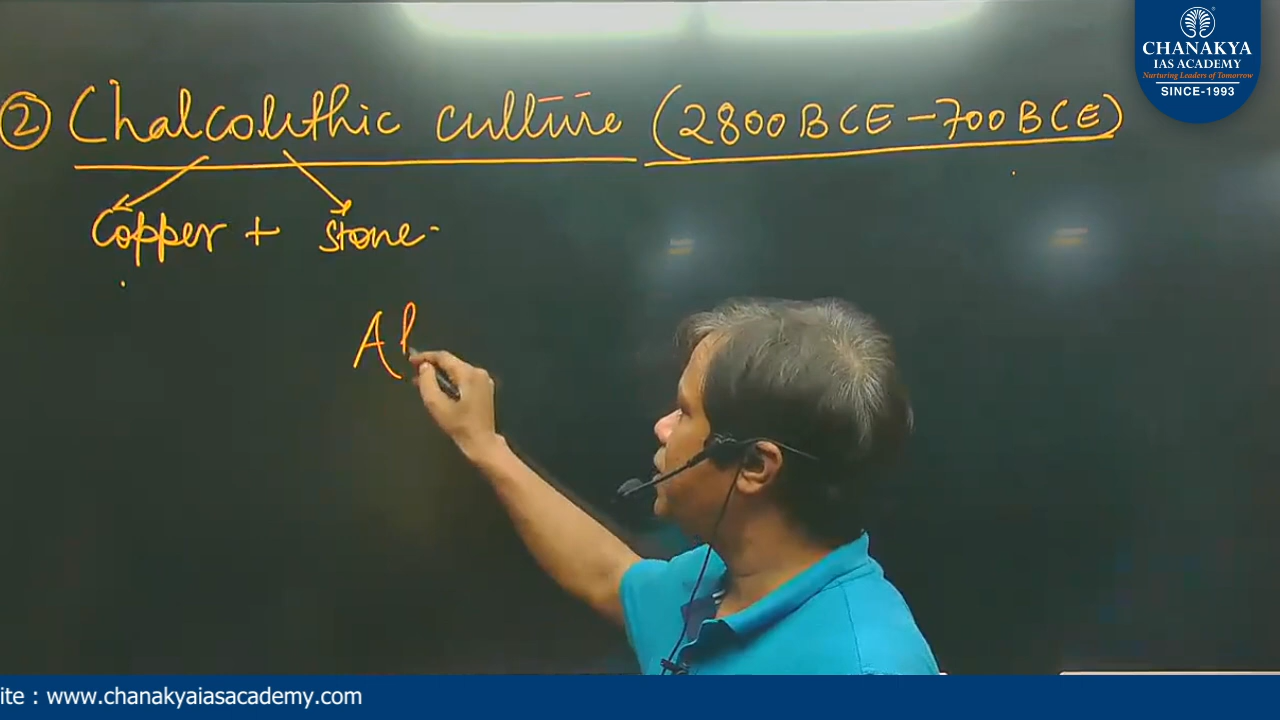 CHANAKYA
IAS ACADEMY
Nurturing Leaders of Tomorrow
SINCE-1993
② Chalcolithic culture (2800 BCE - 700 BCE)
Copper + stone
Al
ite : www.chanakyaiasacademy.com